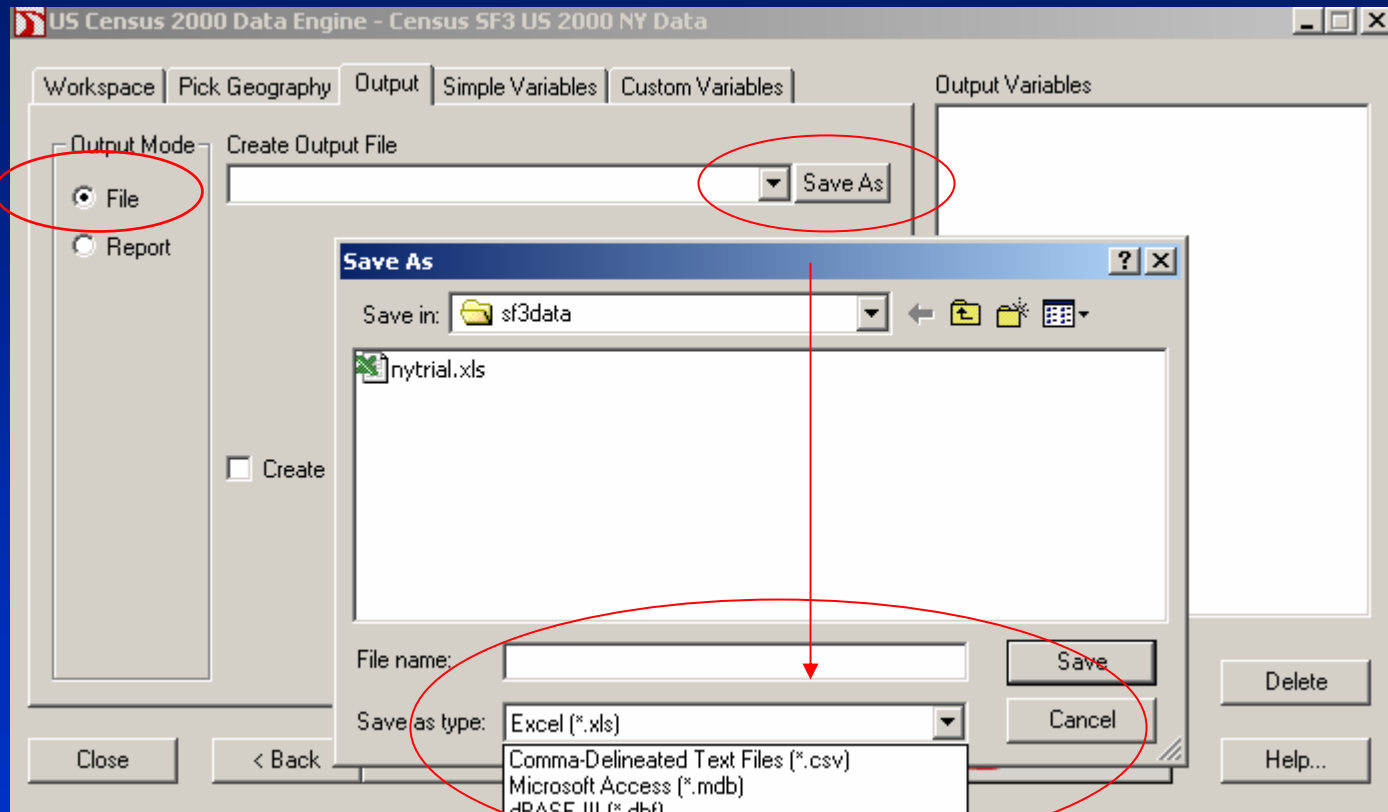 US Census 2000 Data Engine - Census SF3 US 2000 NY Data
Workspace Pick Geography Output Simple Variables Custom Variables
Output Variables
Output Mode
File
Report
Create Output File
Save As
Create
Save As
Save in: sf3data
nytrial.xls
File name:
Save
Save as type: Excel (*.xls)
Cancel
Comma-Delineated Text Files (*.csv)
Microsoft Access (*.mdb)
dBASE III (*.dbf)
Delete
Close
< Back
Help...